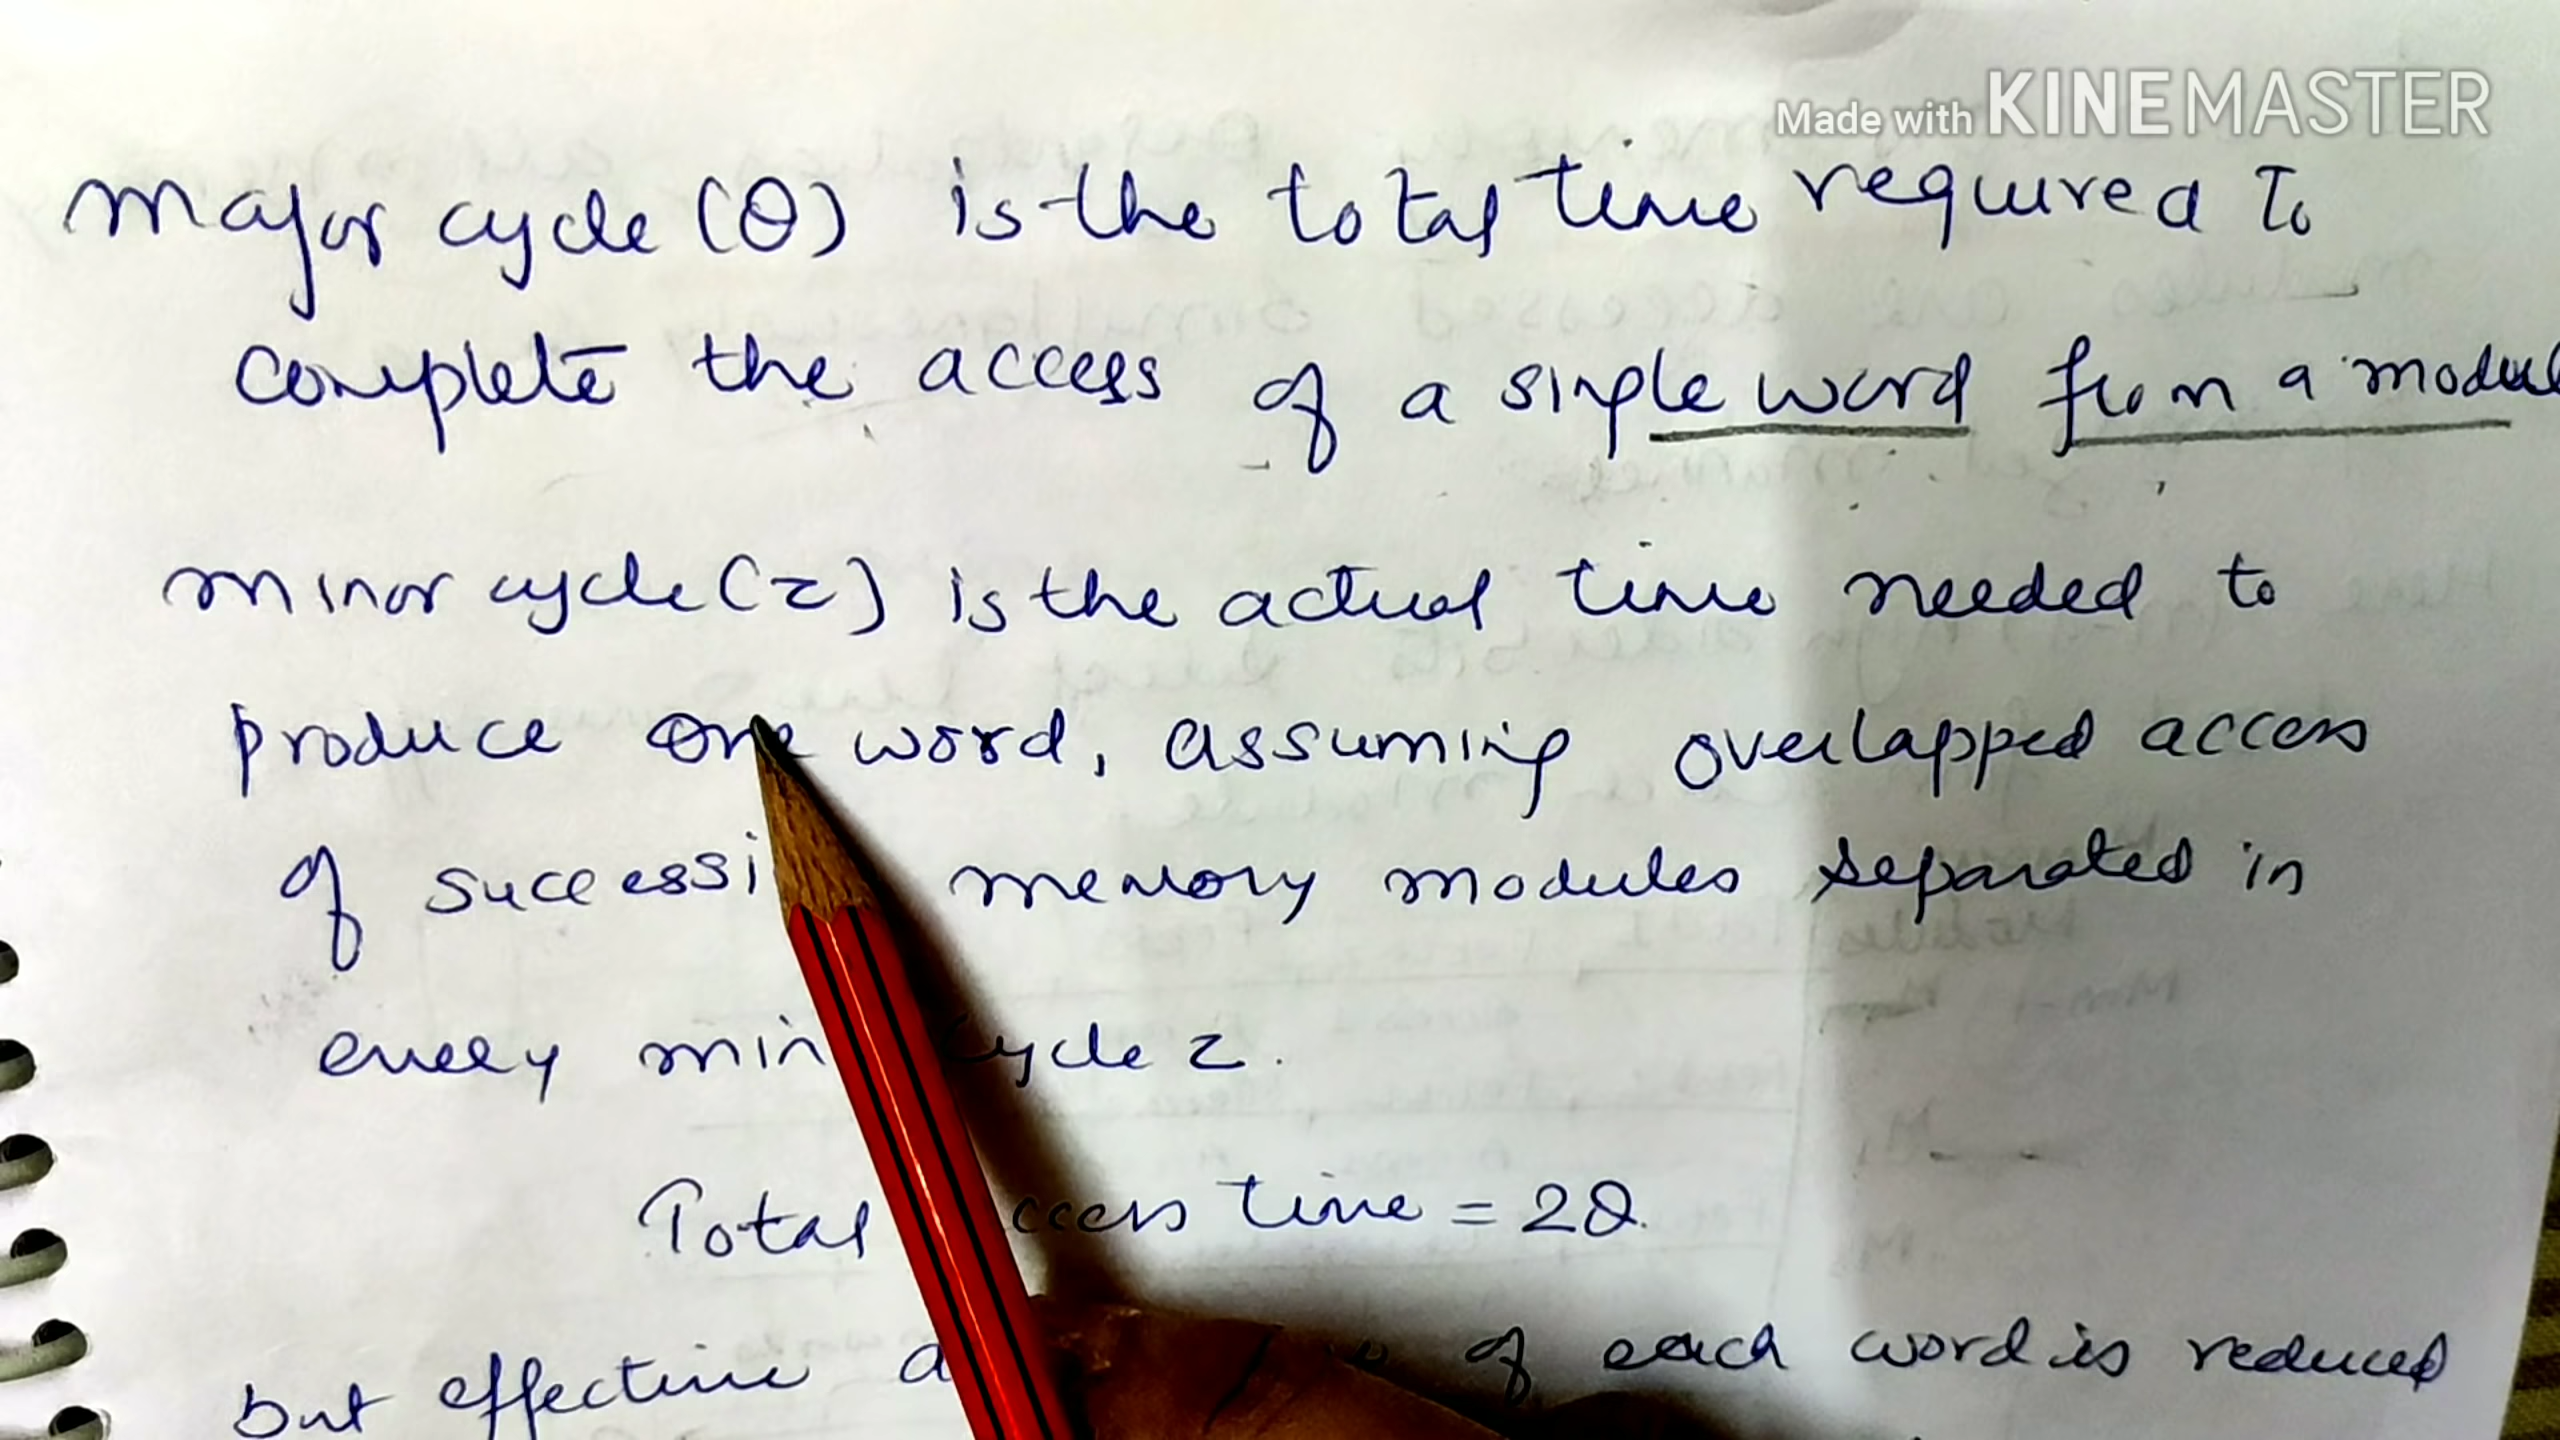 Made with KINEMASTER
Major cycle (θ) is the total time required To
complete the access of a single word from a modul
minor cycle (τ) is the actual time needed to
produce one word, assuming overlapped access
of successi memory modules separated in
every min cycle τ.
Total ccess time = 2θ.
but effective a of each word is reduced